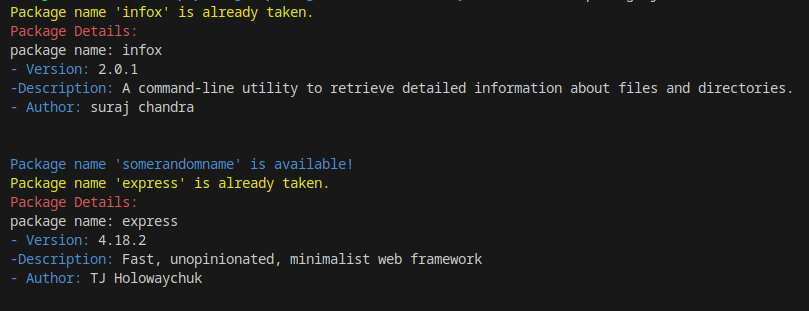 Package name 'infox' is already taken.
Package Details:
package name: infox
- Version: 2.0.1
-Description: A command-line utility to retrieve detailed information about files and directories.
- Author: suraj chandra
Package name 'somerandomname' is available!
Package name 'express' is already taken.
Package Details:
package name: express
- Version: 4.18.2
-Description: Fast, unopinionated, minimalist web framework
- Author: TJ Holowaychuk